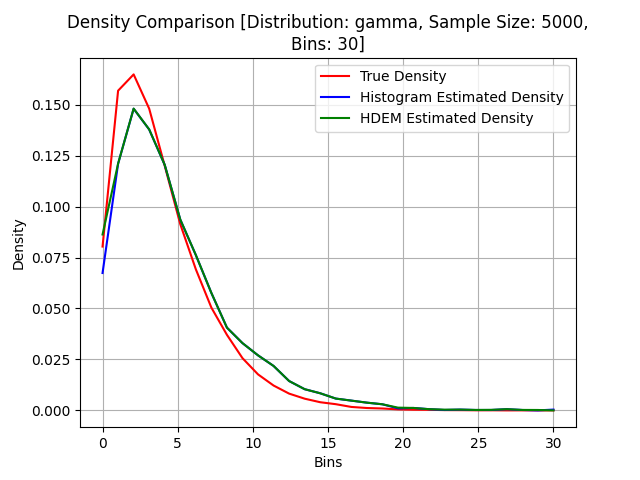 Density Comparison [Distribution: gamma, Sample Size: 5000,
Bins: 30]
True Density
Histogram Estimated Density
HDEM Estimated Density
Density
0.150
0.125
0.100
0.075
0.050
0.025
0.000
0 5 10 15 20 25 30
Bins